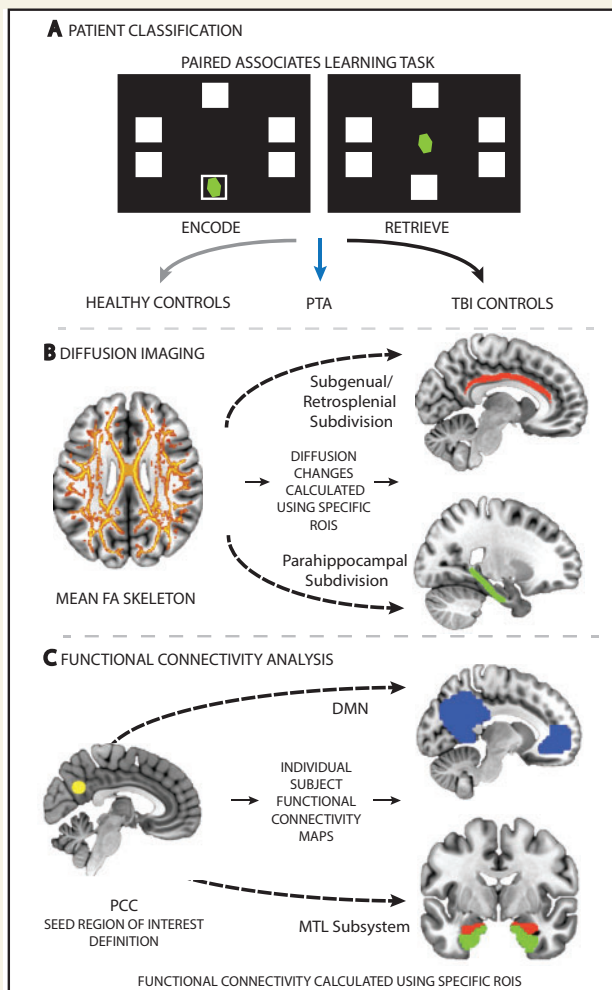 A PATIENT CLASSIFICATION
PAIRED ASSOCIATES LEARNING TASK
ENCODE
RETRIEVE
HEALTHY CONTROLS
PTA
TBI CONTROLS
B DIFFUSION IMAGING
Subgenual/
Retrosplenial
Subdivision
DIFFUSION
CHANGES
CALCULATED
USING SPECIFIC
ROIS
Parahippocampal
Subdivision
MEAN FA SKELETON
C FUNCTIONAL CONNECTIVITY ANALYSIS
DMN
INDIVIDUAL
SUBJECT
FUNCTIONAL
CONNECTIVITY
MAPS
PCC
SEED REGION OF INTEREST
DEFINITION
MTL Subsystem
FUNCTIONAL CONNECTIVITY CALCULATED USING SPECIFIC ROIS